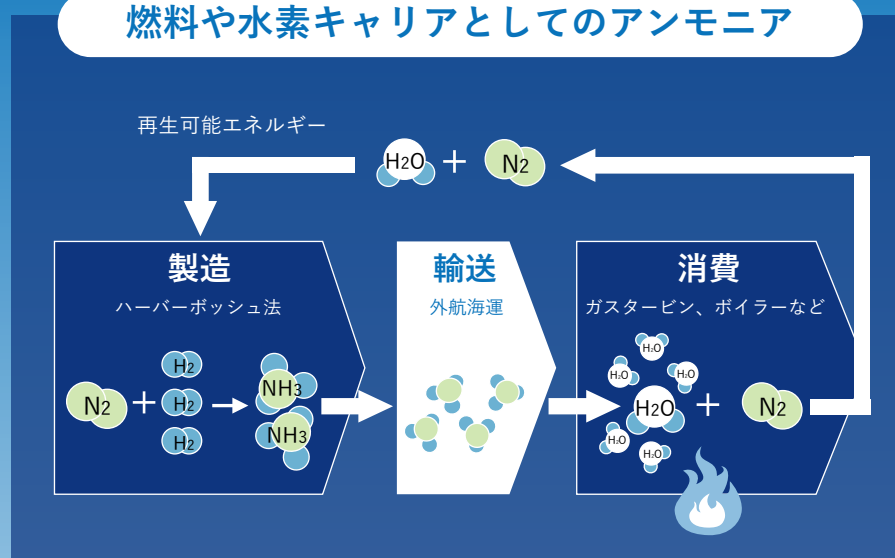 燃料や水素キャリアとしてのアンモニア
再生可能エネルギー
H2O + N2
製造
ハーバーボッシュ法
N2 + H2 H2 H2 → NH3 NH3
輸送
外航海運
消費
ガスタービン、ボイラーなど
H2O
H2O
H2O
H2O + N2
H2O
H2O